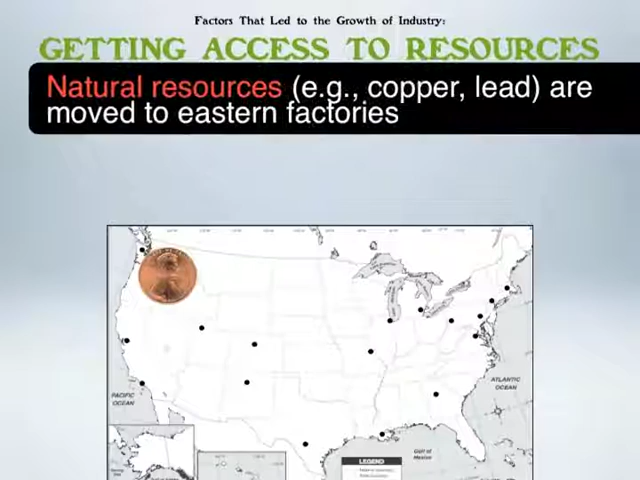 Factors That Led to the Growth of Industry:
GETTING ACCESS TO RESOURCES
Natural resources (e.g., copper, lead) are
moved to eastern factories
PACIFIC
OCEAN
ATLANTIC
OCEAN
Gulf of
Mexico
LEGEND